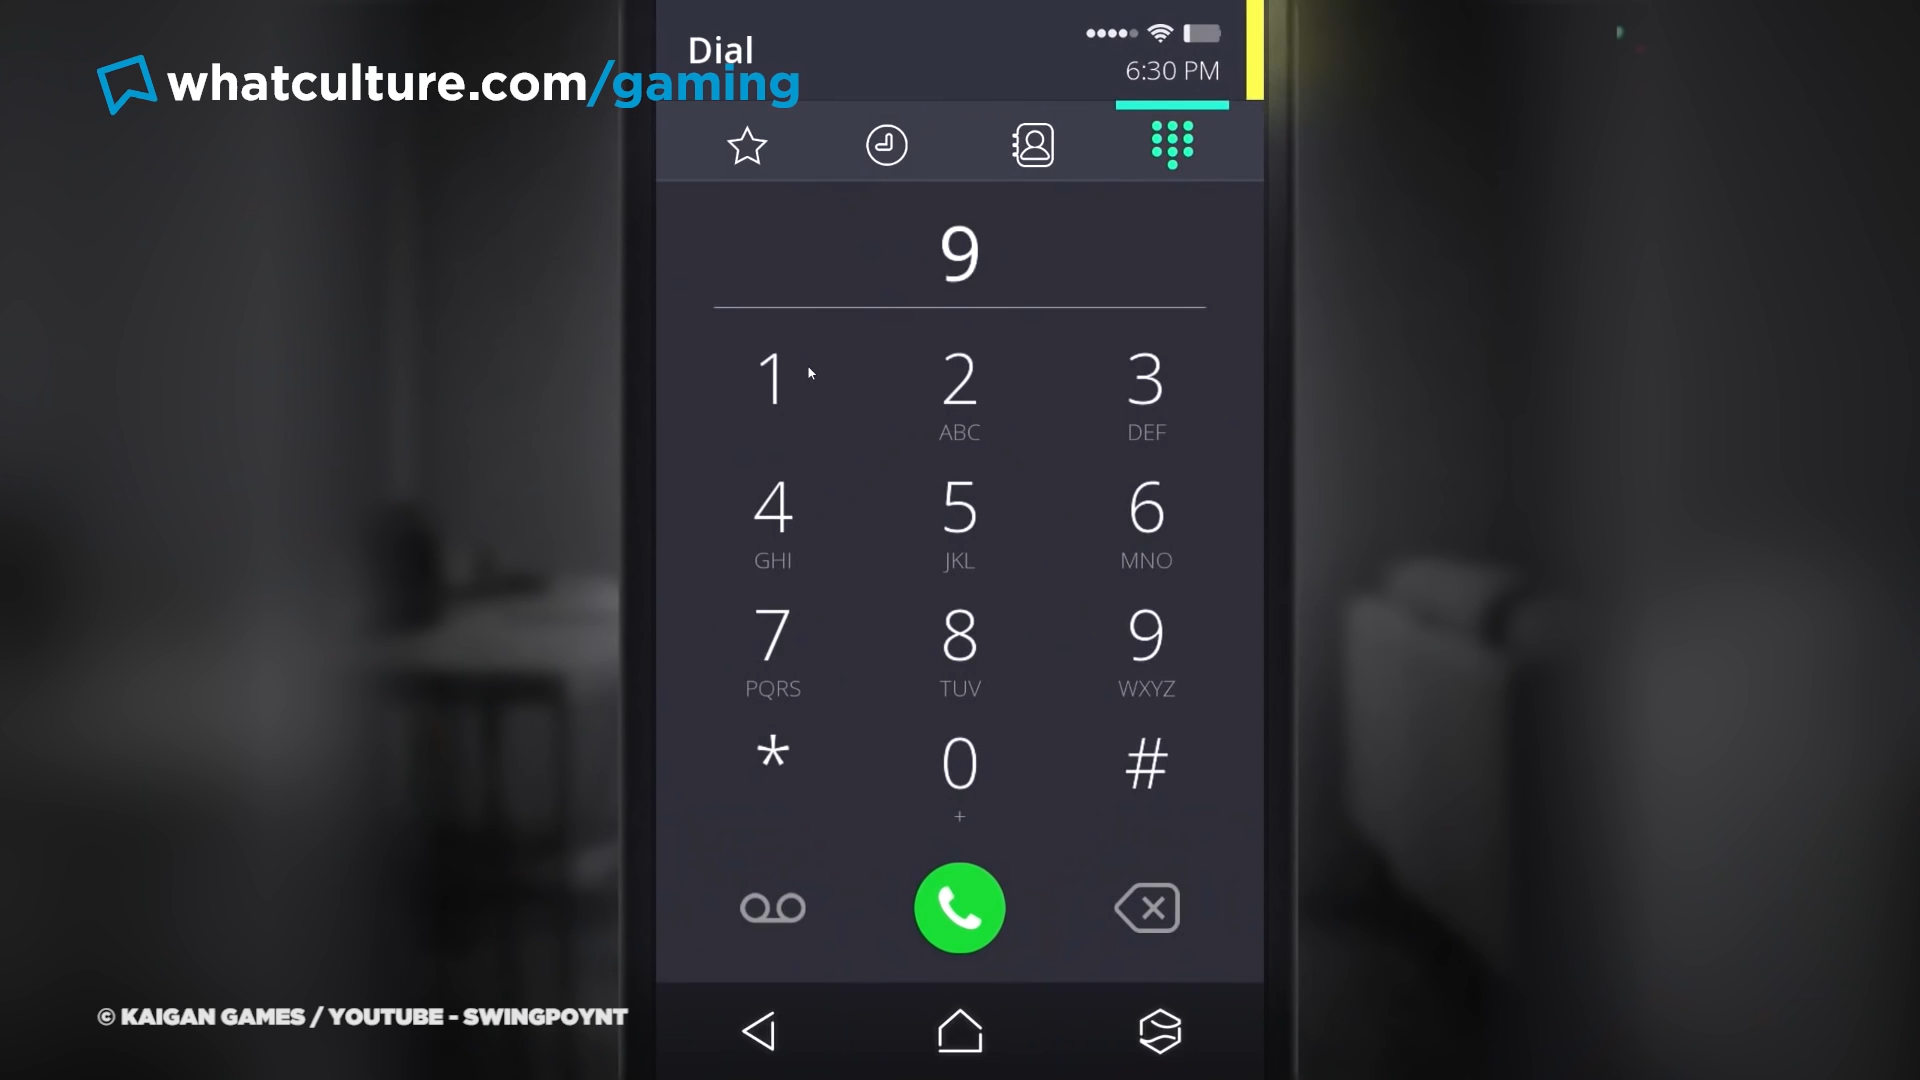 Dial
whatculture.com/gaming
6:30 PM
9
1 2 3
ABC DEF
4 5 6
GHI JKL MNO
7 8 9
PQRS TUV WXYZ
* 0 #
+
© KAIGAN GAMES / YOUTUBE - SWINGPOYNT